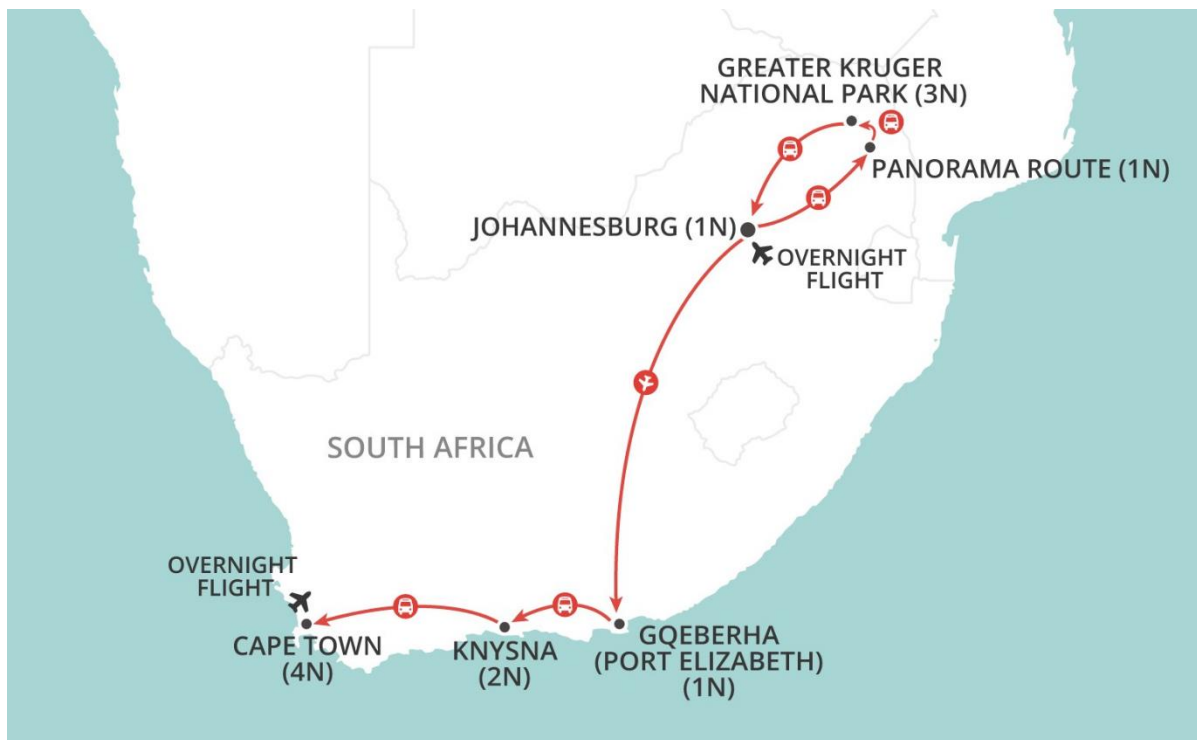 GREATER KRUGER
NATIONAL PARK (3N)
PANORAMA ROUTE (1N)
JOHANNESBURG (1N)
OVERNIGHT
FLIGHT
SOUTH AFRICA
OVERNIGHT
FLIGHT
CAPE TOWN
(4N)
KNYSNA
(2N)
GQEBERHA
(PORT ELIZABETH)
(1N)